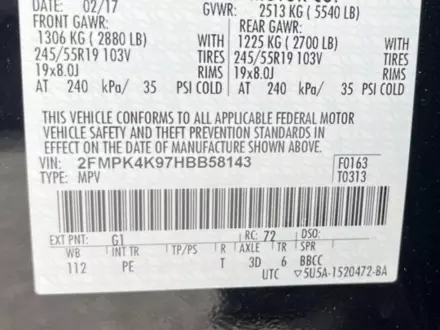 02/17
GVWR: 2513 KG ( 5540 LB)
FRONT GAWR: REAR GAWR:
1306 KG ( 2880 LB) WITH 1225 KG ( 2700 LB) WITH
245/55R19 103V TIRES 245/55R19 103V TIRES
19x8.0J RIMS 19x8.0J RIMS
AT 240 kPa/ 35 PSI COLD AT 240 kPa/ 35 PSI COLD
THIS VEHICLE CONFORMS TO ALL APPLICABLE FEDERAL MOTOR
VEHICLE SAFETY AND THEFT PREVENTION STANDARDS IN
EFFECT ON THE DATE OF MANUFACTURE SHOWN ABOVE.
VIN: 2FMPK4K97HBB58143 F0163
TYPE: MPV T0313
EXT PNT: G1 RC: 72 DSO:
WB BRK INT TR TP/PS R AXLE TR SPR
112 PE T 3D 6 BBCC
UTC ▽5U5A-1520472-BA